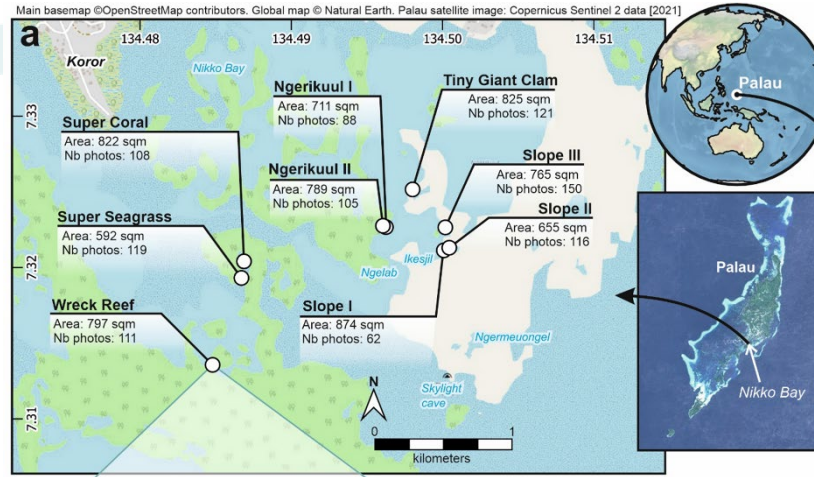 Main basemap ©OpenStreetMap contributors. Global map © Natural Earth. Palau satellite image: Copernicus Sentinel 2 data [2021]
a
134.48
134.49
134.50
134.51
Koror
Nikko Bay
Ngerikuul I
Area: 711 sqm
Nb photos: 88
Tiny Giant Clam
Area: 825 sqm
Nb photos: 121
Palau
7.33
Super Coral
Area: 822 sqm
Nb photos: 108
Ngerikuul II
Area: 789 sqm
Nb photos: 105
Slope III
Area: 765 sqm
Nb photos: 150
Super Seagrass
Area: 592 sqm
Nb photos: 119
Slope II
Area: 655 sqm
Nb photos: 116
Ikesjil
Ngelab
7.32
Palau
Wreck Reef
Area: 797 sqm
Nb photos: 111
Slope I
Area: 874 sqm
Nb photos: 62
Ngermeuongel
Skylight
cave
Nikko Bay
7.31
N
0
1
kilometers